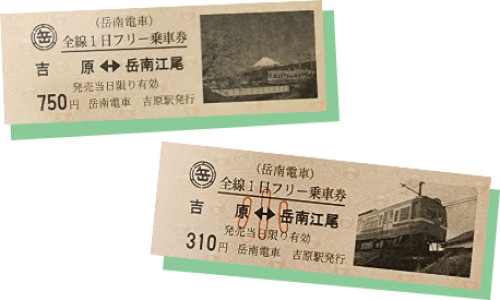 岳
(岳南電車)
全線1日フリー乗車券
吉 原 ↔ 岳南江尾
発売当日限り有効
750円 岳南電車 吉原駅発行
岳
(岳南電車)
全線1日フリー乗車券
吉 原 ↔ 岳南江尾
小児
発売当日限り有効
310円 岳南電車 吉原駅発行